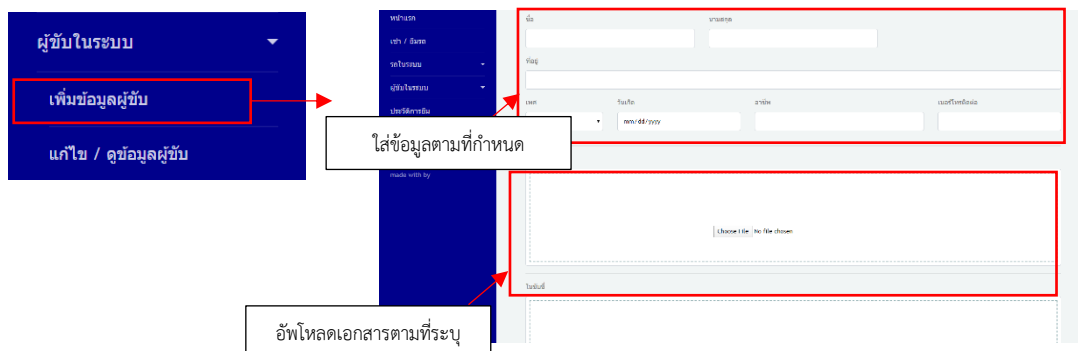 ผู้ขับในระบบ
เพิ่มข้อมูลผู้ขับ
แก้ไข / ดูข้อมูลผู้ขับ
หน้าแรก
เช่า / ยืมรถ
รถในระบบ
ผู้ขับในระบบ
ประวัติการยืม
made with by
ชื่อ
นามสกุล
ที่อยู่
เพศ
วันเกิด
อาชีพ
เบอร์โทรติดต่อ
mm/dd/yyyy
ใส่ข้อมูลตามที่กำหนด
Choose File No file chosen
ใบขับขี่
อัพโหลดเอกสารตามที่ระบุ